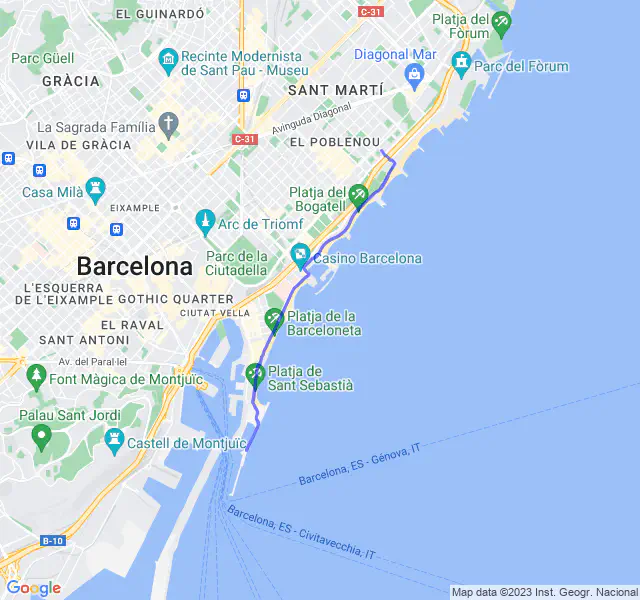 EL GUINARDÓ
C-31
Platja del
Fòrum
Parc Güell
Recinte Modernista
de Sant Pau - Museu
Diagonal Mar
Parc del Fòrum
GRÀCIA
SANT MARTÍ
Avinguda Diagonal
La Sagrada Família
C-31
EL POBLENOU
VILA DE GRÀCIA
Casa Milà
Platja del
Bogatell
EIXAMPLE
Arc de Triomf
Parc de la
Ciutadella
Casino Barcelona
Barcelona
L'ESQUERRA
DE L'EIXAMPLE
GOTHIC QUARTER
CIUTAT VELLA
EL RAVAL
Platja de la
Barceloneta
SANT ANTONI
Av. del Paral·lel
Font Màgica de Montjuïc
Platja de
Sant Sebastià
Palau Sant Jordi
Castell de Montjuïc
Barcelona, ES - Gènova, IT
Barcelona, ES - Civitavecchia, IT
B-10
Google
Map data ©2023 Inst. Geogr. Nacional